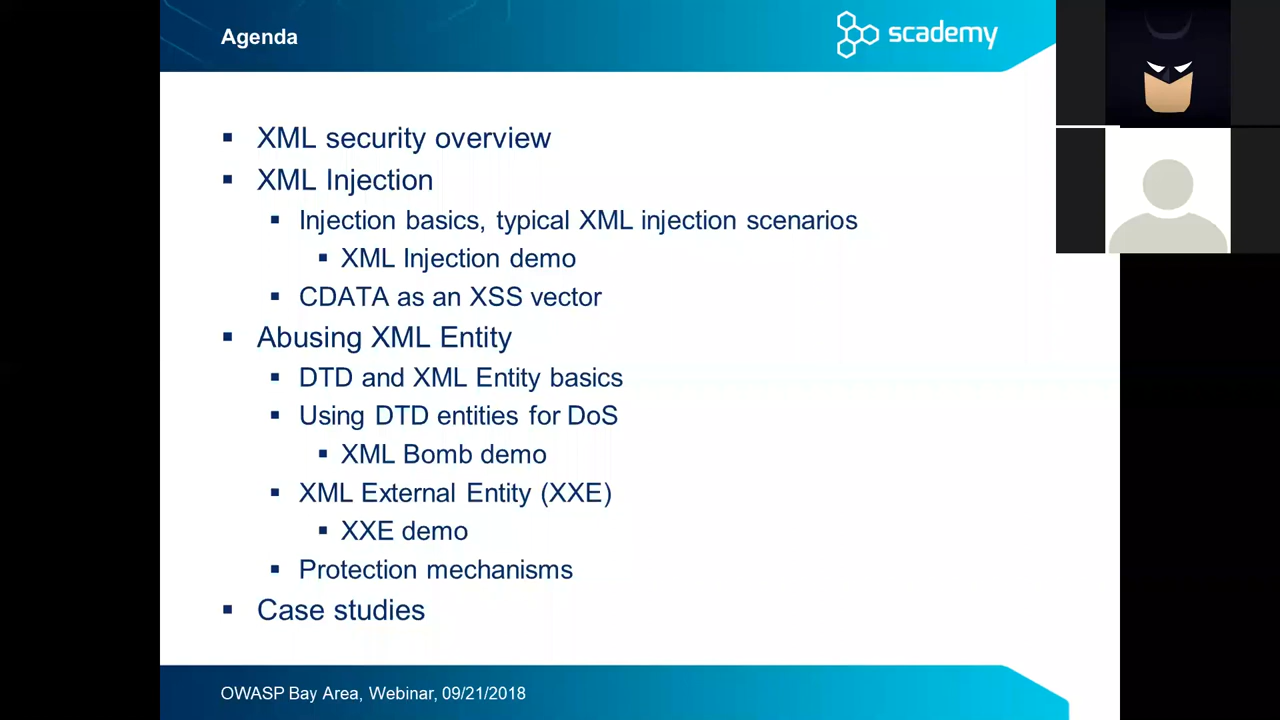 Agenda
scademy
XML security overview
XML Injection
Injection basics, typical XML injection scenarios
XML Injection demo
CDATA as an XSS vector
Abusing XML Entity
DTD and XML Entity basics
Using DTD entities for DoS
XML Bomb demo
XML External Entity (XXE)
XXE demo
Protection mechanisms
Case studies
OWASP Bay Area, Webinar, 09/21/2018